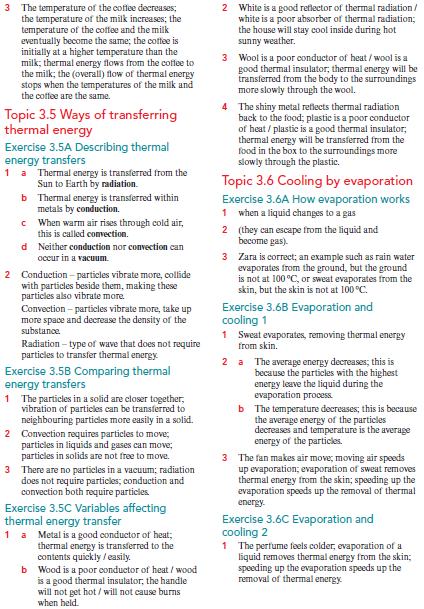 3 The temperature of the coffee decreases;
the temperature of the milk increases; the
temperature of the coffee and the milk
eventually become the same; the coffee is
initially at a higher temperature than the
milk; thermal energy flows from the coffee to
the milk; the (overall) flow of thermal energy
stops when the temperatures of the milk and
the coffee are the same.
Topic 3.5 Ways of transferring
thermal energy
Exercise 3.5A Describing thermal
energy transfers
1 a Thermal energy is transferred from the
Sun to Earth by radiation.
b Thermal energy is transferred within
metals by conduction.
c When warm air rises through cold air,
this is called convection.
d Neither conduction nor convection can
occur in a vacuum.
2 Conduction – particles vibrate more, collide
with particles beside them, making these
particles also vibrate more.
Convection – particles vibrate more, take up
more space and decrease the density of the
substance.
Radiation – type of wave that does not require
particles to transfer thermal energy.
Exercise 3.5B Comparing thermal
energy transfers
1 The particles in a solid are closer together;
vibration of particles can be transferred to
neighbouring particles more easily in a solid.
2 Convection requires particles to move;
particles in liquids and gases can move;
particles in solids are not free to move.
3 There are no particles in a vacuum; radiation
does not require particles; conduction and
convection both require particles.
Exercise 3.5C Variables affecting
thermal energy transfer
1 a Metal is a good conductor of heat;
thermal energy is transferred to the
contents quickly / easily.
b Wood is a poor conductor of heat / wood
is a good thermal insulator; the handle
will not get hot / will not cause burns
when held.
2 White is a good reflector of thermal radiation /
white is a poor absorber of thermal radiation;
the house will stay cool inside during hot
sunny weather.
3 Wool is a poor conductor of heat / wool is a
good thermal insulator; thermal energy will be
transferred from the body to the surroundings
more slowly through the wool.
4 The shiny metal reflects thermal radiation
back to the food; plastic is a poor conductor
of heat / plastic is a good thermal insulator;
thermal energy will be transferred from the
food in the box to the surroundings more
slowly through the plastic.
Topic 3.6 Cooling by evaporation
Exercise 3.6A How evaporation works
1 when a liquid changes to a gas
2 (they can escape from the liquid and
become gas).
3 Zara is correct; an example such as rain water
evaporates from the ground, but the ground
is not at 100 °C, or sweat evaporates from the
skin, but the skin is not at 100 °C.
Exercise 3.6B Evaporation and
cooling 1
1 Sweat evaporates, removing thermal energy
from skin.
2 a The average energy decreases; this is
because the particles with the highest
energy leave the liquid during the
evaporation process.
b The temperature decreases; this is because
the average energy of the particles
decreases and temperature is the average
energy of the particles.
3 The fan makes air move; moving air speeds
up evaporation; evaporation of sweat removes
thermal energy from the skin; speeding up the
evaporation speeds up the removal of thermal
energy.
Exercise 3.6C Evaporation and
cooling 2
1 The perfume feels colder; evaporation of a
liquid removes thermal energy from the skin;
speeding up the evaporation speeds up the
removal of thermal energy.